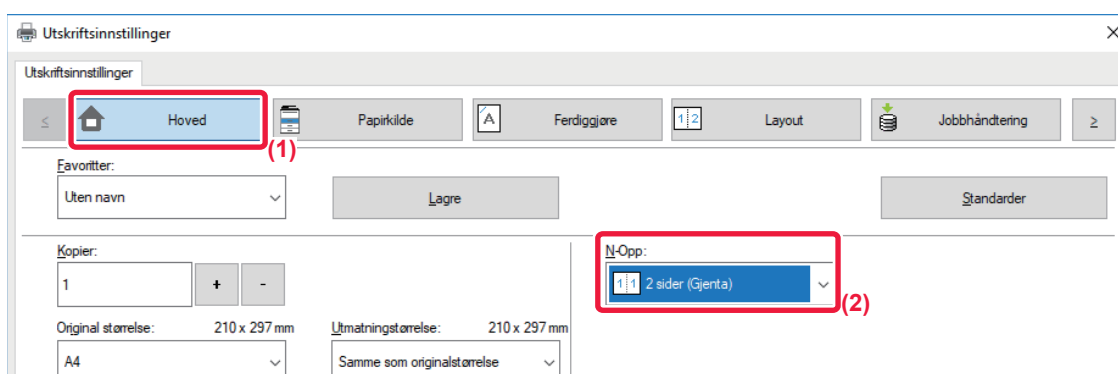 Utskriftsinnstillinger
Utskriftsinnstillinger
< Hoved Papirkilde A Ferdiggjøre 1 2 Layout Jobbhåndtering >
(1)
Favoritter:
Uten navn Lagre Standarder
Kopier: N-Opp:
1 + - 1 1 2 sider (Gjenta)
(2)
Original størrelse: 210 x 297 mm Utmatningstørrelse: 210 x 297 mm
A4 Samme som originalstørrelse